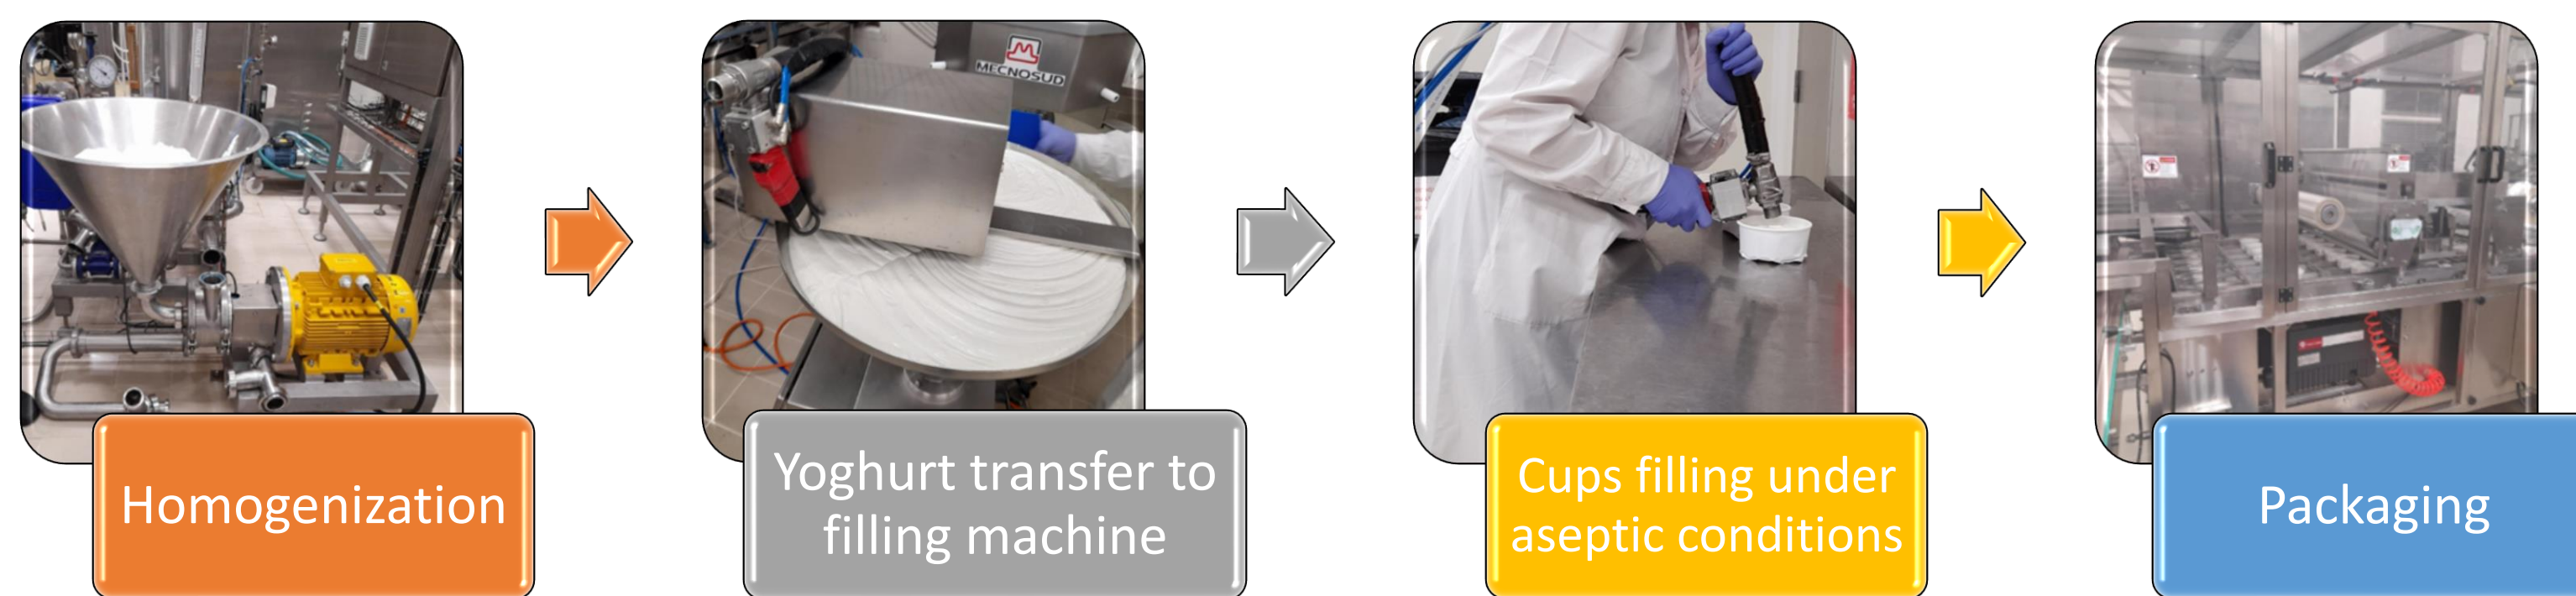 MECNOSUD
Homogenization
Yoghurt transfer to
filling machine
Cups filling under
aseptic conditions
Packaging